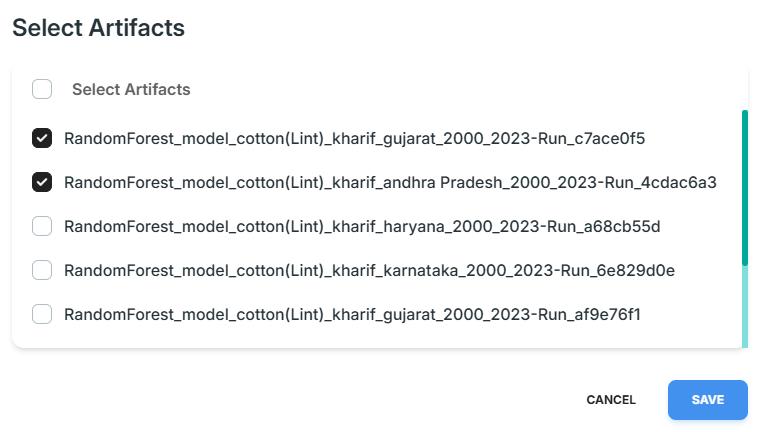 Select Artifacts
Select Artifacts
RandomForest_model_cotton(Lint)_kharif_gujarat_2000_2023-Run_c7ace0f5
RandomForest_model_cotton(Lint)_kharif_andhra Pradesh_2000_2023-Run_4cdac6a3
RandomForest_model_cotton(Lint)_kharif_haryana_2000_2023-Run_a68cb55d
RandomForest_model_cotton(Lint)_kharif_karnataka_2000_2023-Run_6e829d0e
RandomForest_model_cotton(Lint)_kharif_gujarat_2000_2023-Run_af9e76f1
CANCEL SAVE